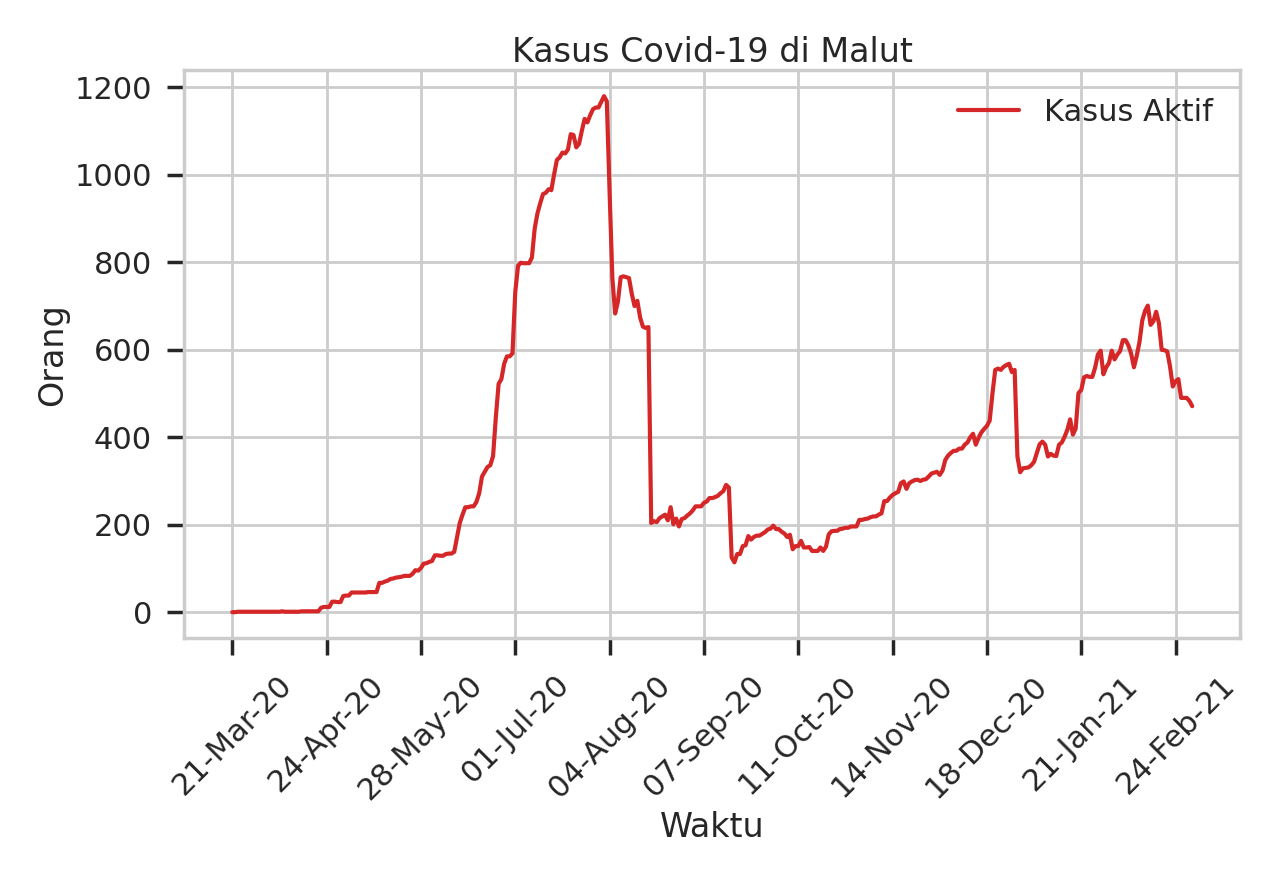 Kasus Covid-19 di Malut
Kasus Aktif
Orang
1200
1000
800
600
400
200
0
21-Mar-20
24-Apr-20
28-May-20
01-Jul-20
04-Aug-20
07-Sep-20
11-Oct-20
14-Nov-20
18-Dec-20
21-Jan-21
24-Feb-21
Waktu